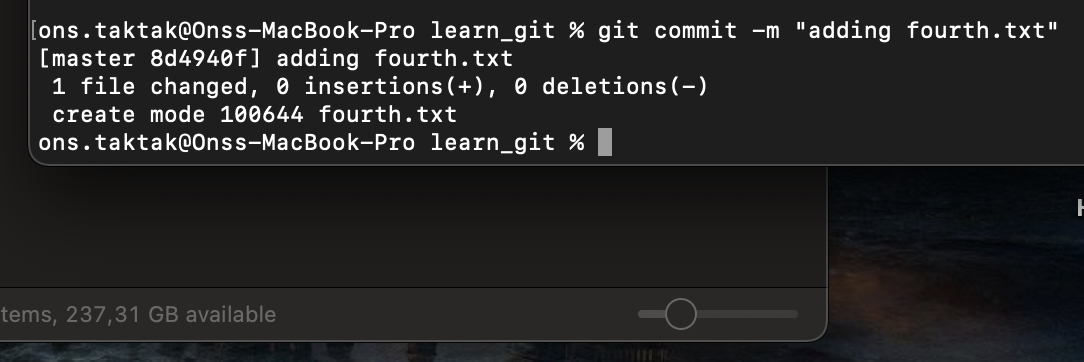 [ons.taktak@Onss-MacBook-Pro learn_git % git commit -m "adding fourth.txt"
[master 8d4940f] adding fourth.txt
 1 file changed, 0 insertions(+), 0 deletions(-)
 create mode 100644 fourth.txt
ons.taktak@Onss-MacBook-Pro learn_git %
tems, 237,31 GB available